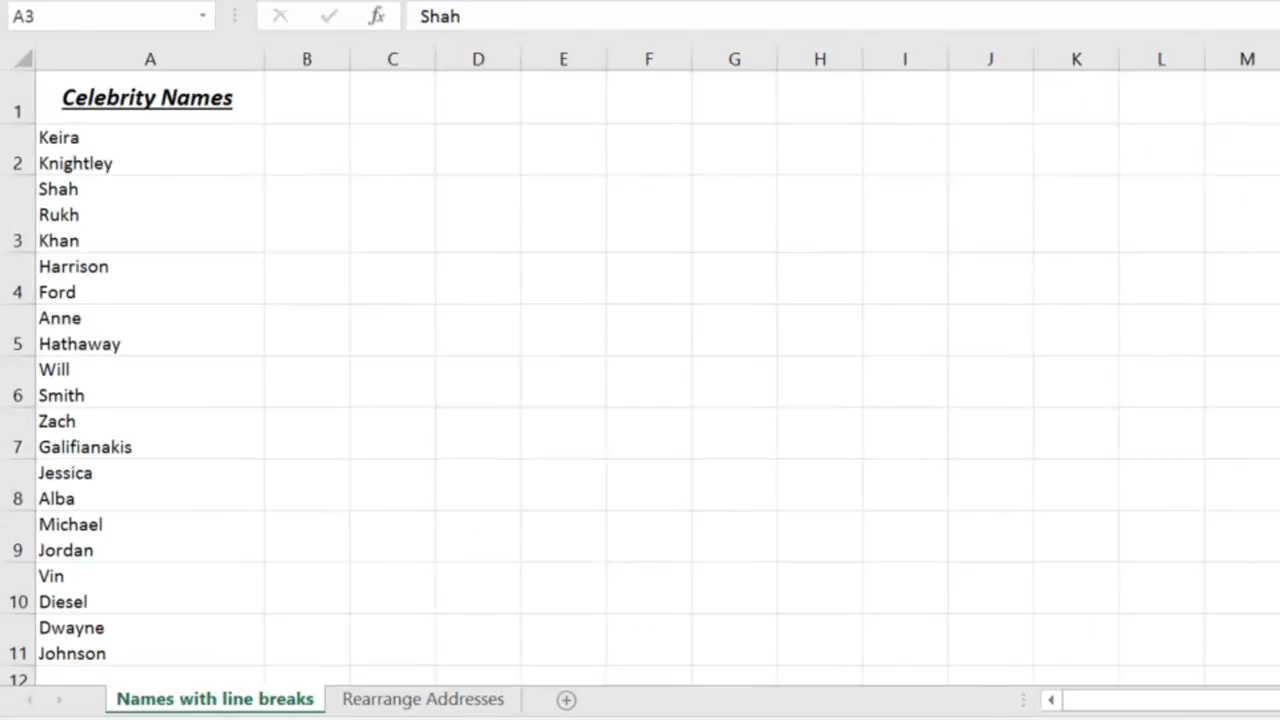 A3 fx Shah
A B C D E F G H I J K L M
1 Celebrity Names
Keira
2 Knightley
Shah
Rukh
3 Khan
Harrison
4 Ford
Anne
5 Hathaway
Will
6 Smith
Zach
7 Galifianakis
Jessica
8 Alba
Michael
9 Jordan
Vin
10 Diesel
Dwayne
11 Johnson
12
Names with line breaks Rearrange Addresses